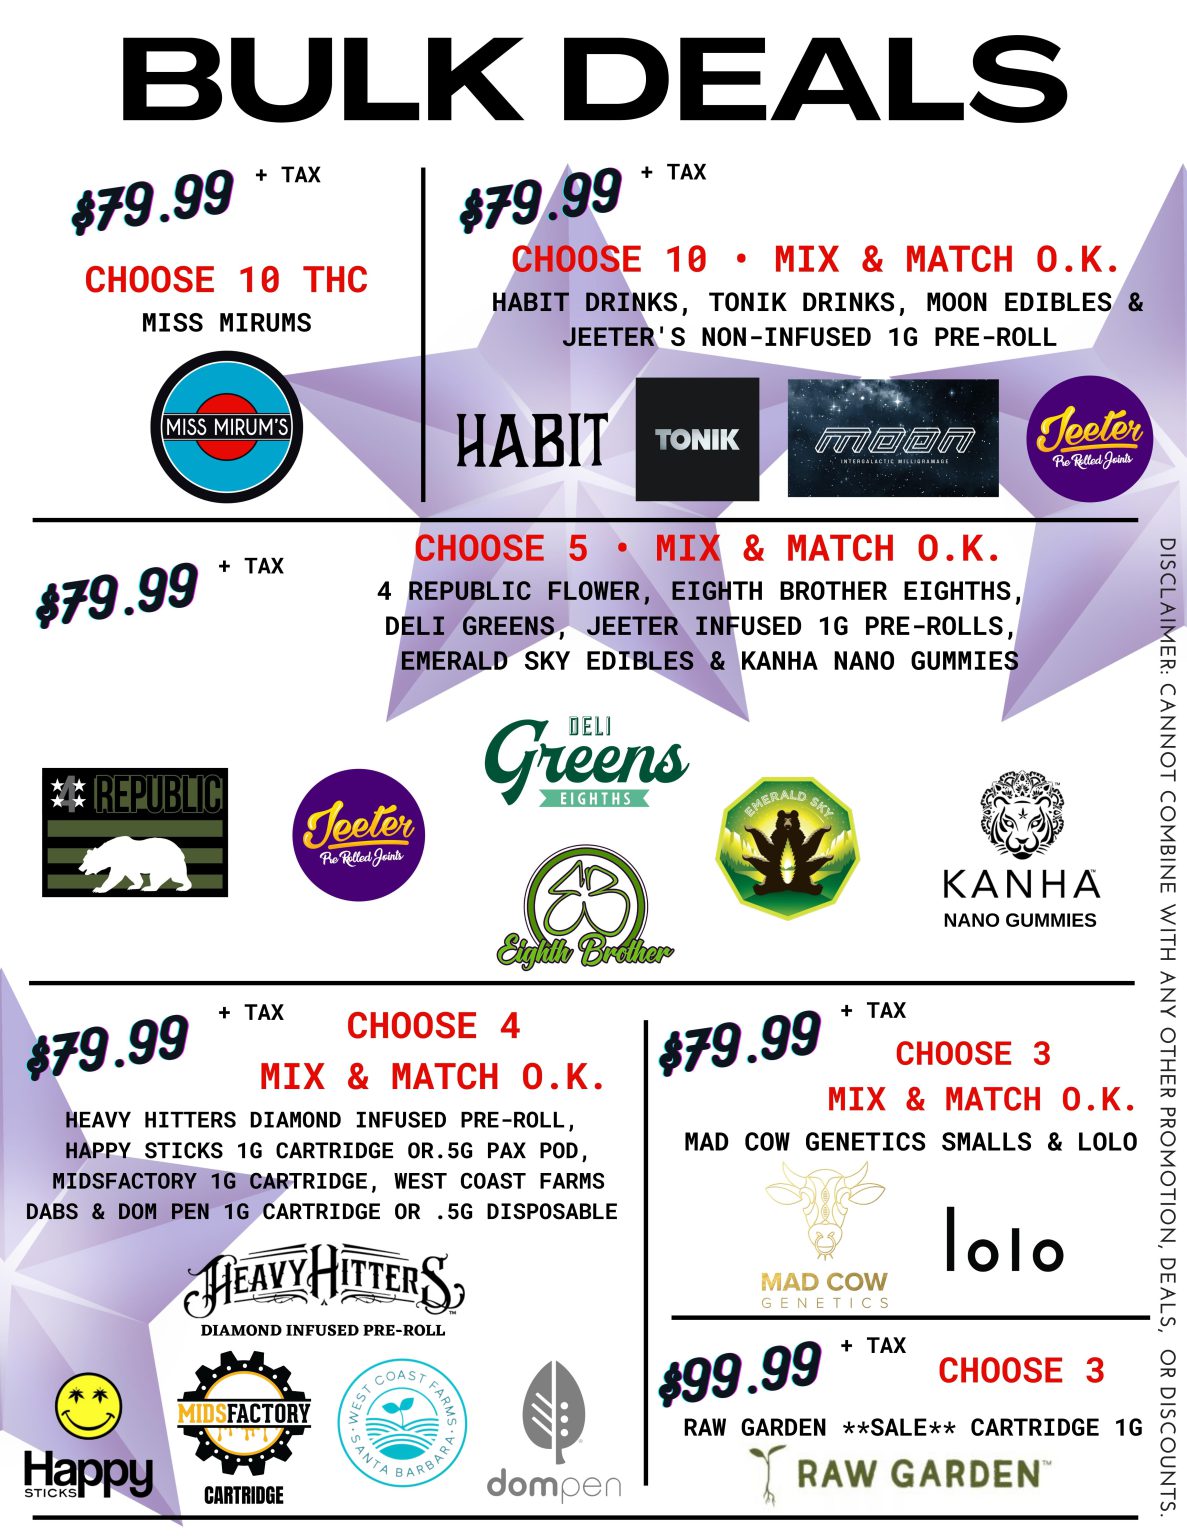 BULK DEALS
$79.99 + TAX
CHOOSE 10 THC
MISS MIRUMS
MISS MIRUM'S
$79.99 + TAX
CHOOSE 10 • MIX & MATCH O.K.
HABIT DRINKS, TONIK DRINKS, MOON EDIBLES &
JEETER'S NON-INFUSED 1G PRE-ROLL
HABIT
TONIK
moon
INTERGALACTIC MILLIGRAMAGE
Jeeter
Pre Rolled Joints
$79.99 + TAX
CHOOSE 5 • MIX & MATCH O.K.
4 REPUBLIC FLOWER, EIGHTH BROTHER EIGHTHS,
DELI GREENS, JEETER INFUSED 1G PRE-ROLLS,
EMERALD SKY EDIBLES & KANHA NANO GUMMIES
4 REPUBLIC
Jeeter
Pre Rolled Joints
DELI
Greens
EIGHTHS
EB
Eighth Brother
EMERALD SKY
KANHA™
NANO GUMMIES
$79.99 + TAX
CHOOSE 4
MIX & MATCH O.K.
HEAVY HITTERS DIAMOND INFUSED PRE-ROLL,
HAPPY STICKS 1G CARTRIDGE OR.5G PAX POD,
MIDSFACTORY 1G CARTRIDGE, WEST COAST FARMS
DABS & DOM PEN 1G CARTRIDGE OR .5G DISPOSABLE
HEAVY HITTERS™
DIAMOND INFUSED PRE-ROLL
Happy
STICKS
MIDSFACTORY
CARTRIDGE
WEST COAST FARMS
SANTA BARBARA
dompen
$79.99 + TAX
CHOOSE 3
MIX & MATCH O.K.
MAD COW GENETICS SMALLS & LOLO
MAD COW
GENETICS
lolo
$99.99 + TAX
CHOOSE 3
RAW GARDEN **SALE** CARTRIDGE 1G
RAW GARDEN™
DISCLAIMER: CANNOT COMBINE WITH ANY OTHER PROMOTION, DEALS, OR DISCOUNTS.